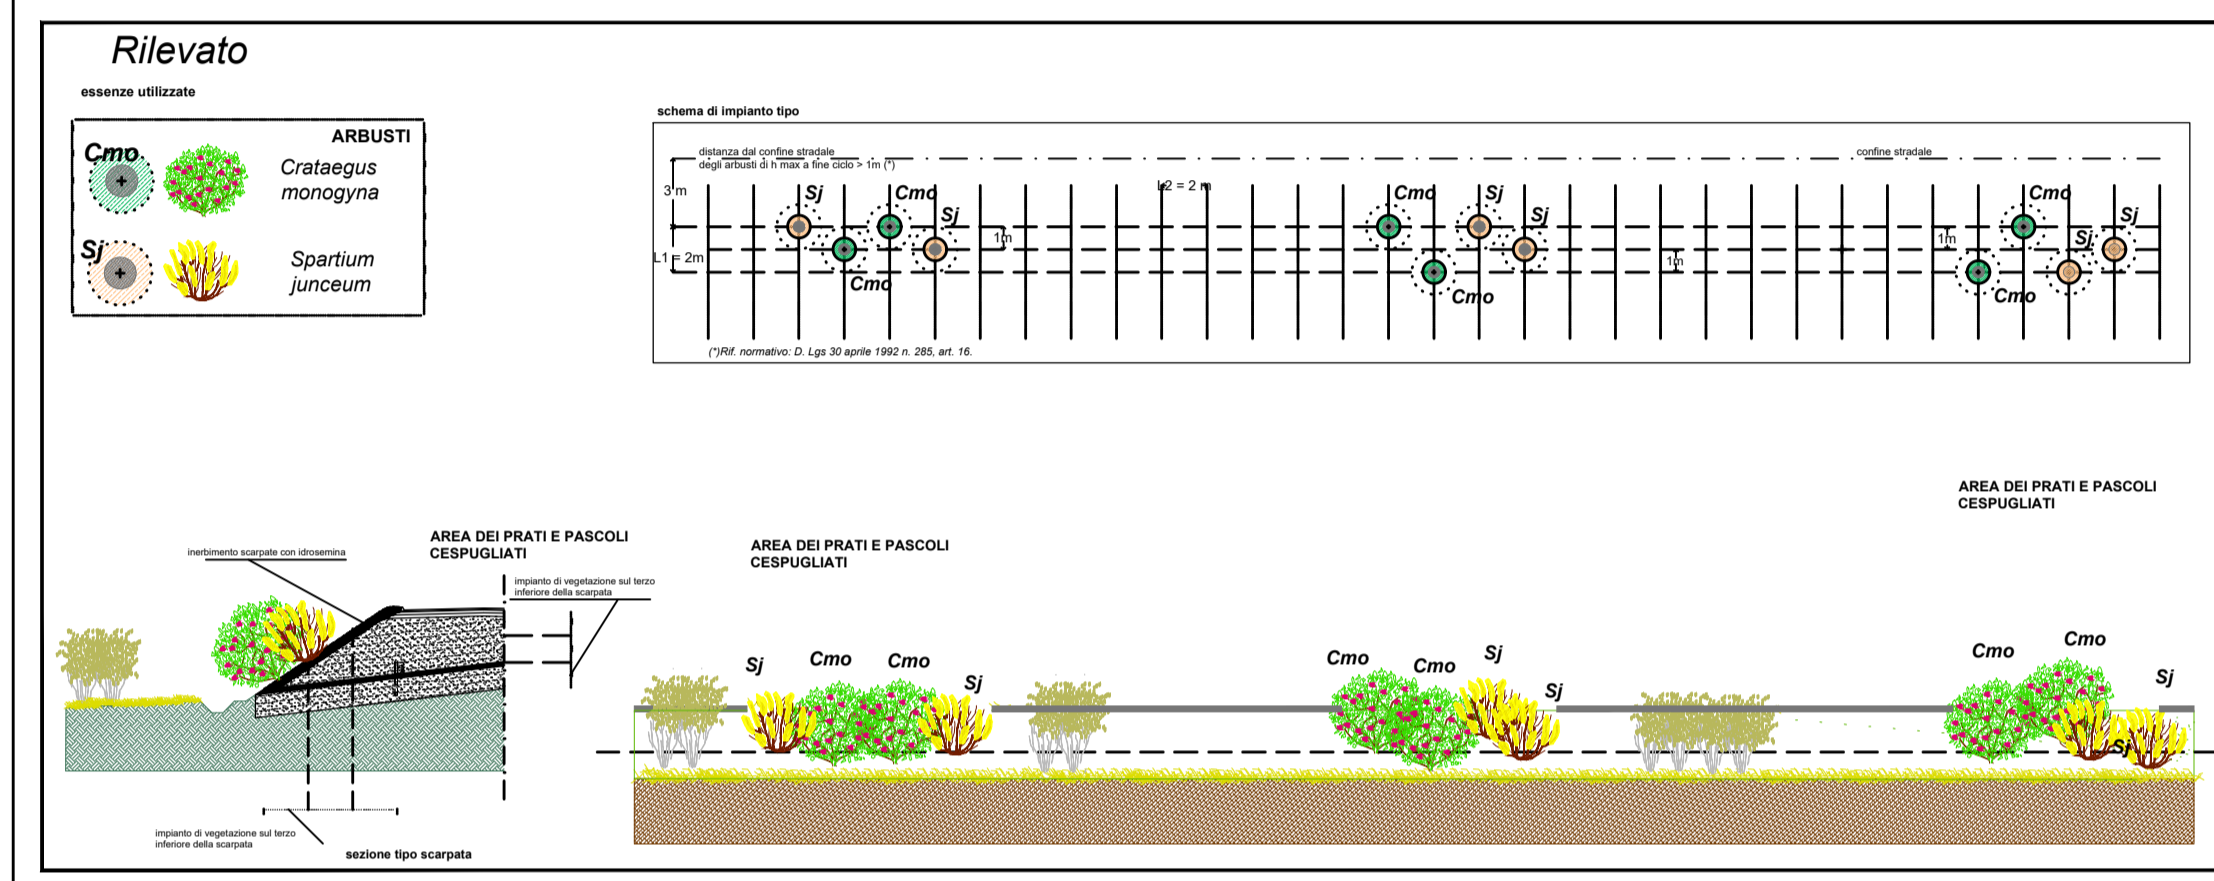 Rilevato
essenze utilizzate
ARBUSTI
Cmo
Crataegus
monogyna
Sj
Spartium
junceum
schema di impianto tipo
distanza dal confine stradale
degli arbusti di h max a fine ciclo > 1m (*)
confine stradale
3 m
L2 = 2 m
Sj
Cmo
Sj
Cmo
Sj
Sj
Cmo
Sj
1m
1m
1m
Sj
L1 = 2m
Cmo
Cmo
Cmo
(*)Rif. normativo: D. Lgs 30 aprile 1992 n. 285, art. 16.
AREA DEI PRATI E PASCOLI
CESPUGLIATI
AREA DEI PRATI E PASCOLI
CESPUGLIATI
AREA DEI PRATI E PASCOLI
CESPUGLIATI
inerbimento scarpate con idrosemina
impianto di vegetazione sul terzo
inferiore della scarpata
Sj
Cmo
Cmo
Sj
Cmo
Cmo
Sj
Sj
Cmo
Cmo
Sj
Sj
impianto di vegetazione sul terzo
inferiore della scarpata
sezione tipo scarpata